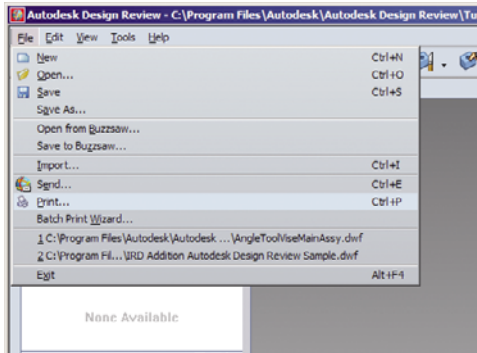 Autodesk Design Review - C:\Program Files\Autodesk\Autodesk Design Review\Tu
File Edit View Tools Help
New Ctrl+N
Open... Ctrl+O
Save Ctrl+S
Save As...
Open from Buzzsaw...
Save to Buzzsaw...
Import... Ctrl+I
Send... Ctrl+E
Print... Ctrl+P
Batch Print Wizard...
1 C:\Program Files\Autodesk\Autodesk ...\AngleToolViseMainAssy.dwf
2 C:\Program Fil...\IRD Addition Autodesk Design Review Sample.dwf
Exit Alt+F4
None Available